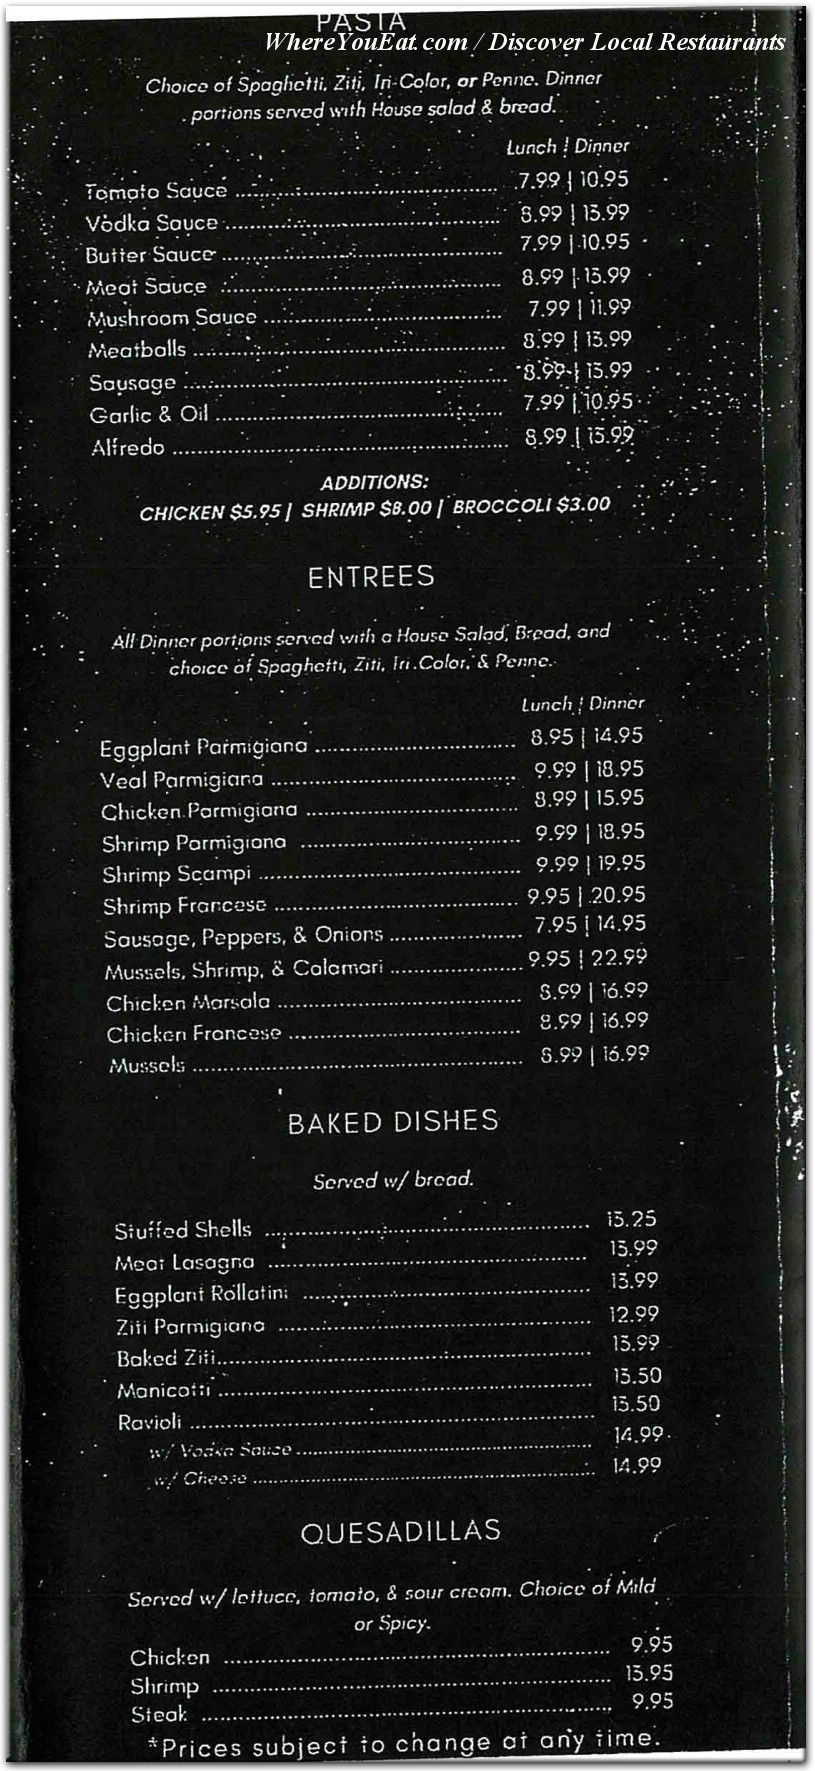 PASTA
WhereYouEat.com / Discover Local Restaurants
Choice of Spaghetti, Ziti, Tri-Color, or Penne. Dinner
portions served with House salad & bread.
Lunch | Dinner
Tomato Sauce 7.99 | 10.95
Vodka Sauce 8.99 | 13.99
Butter Sauce 7.99 | 10.95
Meat Sauce 8.99 | 13.99
Mushroom Sauce 7.99 | 11.99
Meatballs 8.99 | 13.99
Sausage 8.99 | 13.99
Garlic & Oil 7.99 | 10.95
Alfredo 8.99 | 13.99
ADDITIONS:
CHICKEN $5.95 | SHRIMP $8.00 | BROCCOLI $3.00
ENTREES
All Dinner portions served with a House Salad, Bread, and
choice of Spaghetti, Ziti, Tri-Color, & Penne.
Lunch | Dinner
Eggplant Parmigiana 8.95 | 14.95
Veal Parmigiana 9.99 | 18.95
Chicken Parmigiana 8.99 | 15.95
Shrimp Parmigiana 9.99 | 18.95
Shrimp Scampi 9.99 | 19.95
Shrimp Francese 9.95 | 20.95
Sausage, Peppers, & Onions 7.95 | 14.95
Mussels, Shrimp, & Calamari 9.95 | 22.99
Chicken Marsala 8.99 | 16.99
Chicken Francese 8.99 | 16.99
Mussels 8.99 | 16.99
BAKED DISHES
Served w/ bread.
Stuffed Shells 13.25
Meat Lasagna 13.99
Eggplant Rollatini 13.99
Ziti Parmigiana 12.99
Baked Ziti 13.99
Manicotti 13.50
Ravioli 13.50
w/ Vodka Sauce 14.99
w/ Cheese 14.99
QUESADILLAS
Served w/ lettuce, tomato, & sour cream. Choice of Mild
or Spicy.
Chicken 9.95
Shrimp 13.95
Steak 9.95
*Prices subject to change at any time.